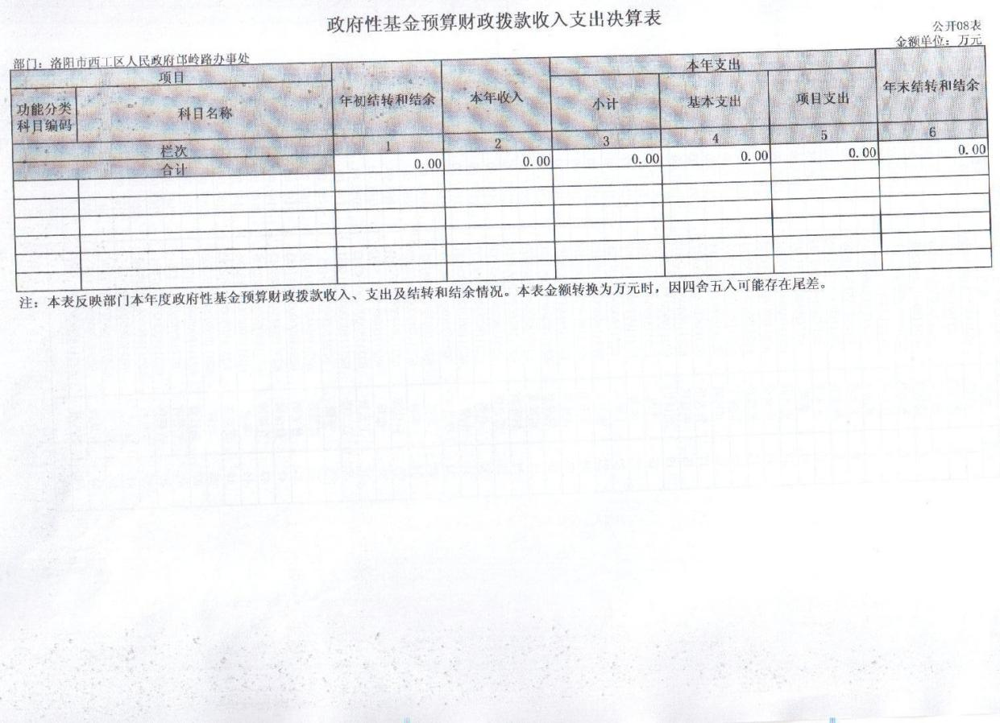 政府性基金预算财政拨款收入支出决算表
公开08表
部门：洛阳市西工区人民政府邙岭路办事处
金额单位：万元
项目
年初结转和结余
本年收入
本年支出
年末结转和结余
功能分类
科目编码
科目名称
小计
基本支出
项目支出
栏次 1 2 3 4 5 6
合计 0.00 0.00 0.00 0.00 0.00 0.00
注：本表反映部门本年度政府性基金预算财政拨款收入、支出及结转和结余情况。本表金额转换为万元时，因四舍五入可能存在尾差。